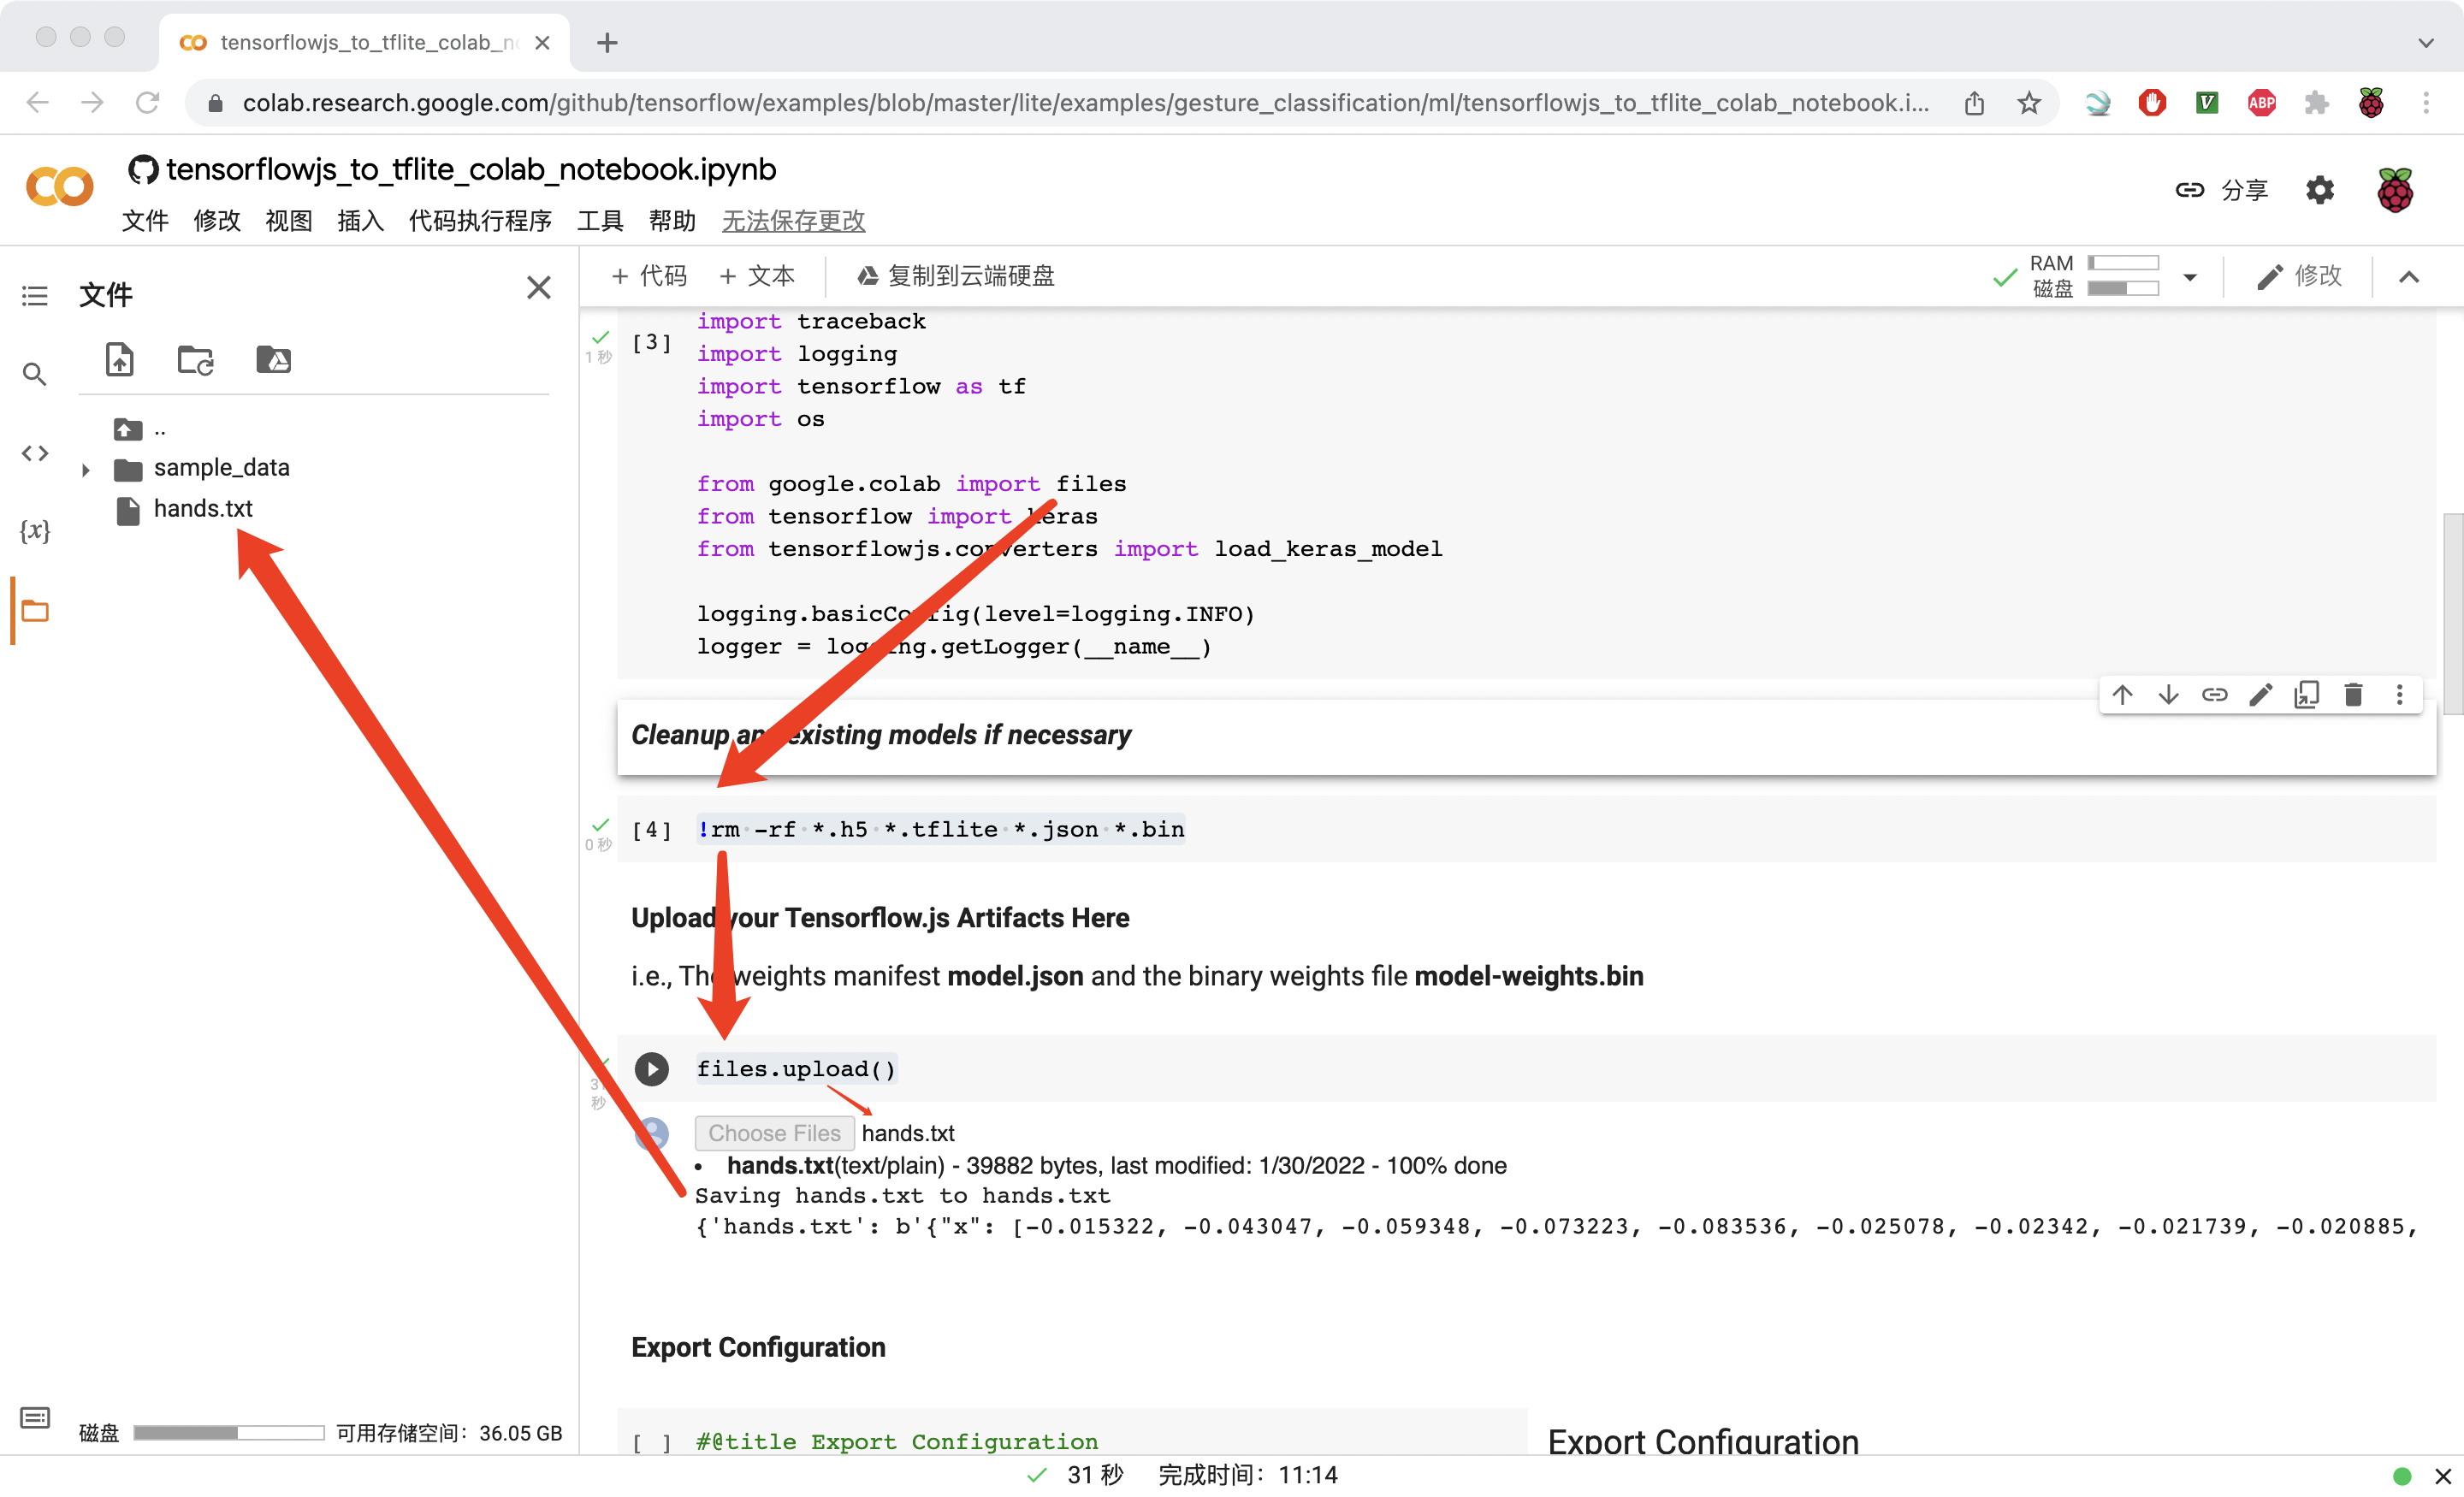 tensorflowjs_to_tflite_colab_n
colab.research.google.com/github/tensorflow/examples/blob/master/lite/examples/gesture_classification/ml/tensorflowjs_to_tflite_colab_notebook.i...
ABP
tensorflowjs_to_tflite_colab_notebook.ipynb
文件 修改 视图 插入 代码执行程序 工具 帮助 无法保存更改
分享
文件
+ 代码 + 文本 复制到云端硬盘
RAM
磁盘
修改
..
sample_data
hands.txt
{x}
[3]
1 秒
import traceback
import logging
import tensorflow as tf
import os
from google.colab import files
from tensorflow import keras
from tensorflowjs.converters import load_keras_model
logging.basicConfig(level=logging.INFO)
logger = logging.getLogger(__name__)
Cleanup any existing models if necessary
[4] !rm -rf *.h5 *.tflite *.json *.bin
0 秒
Upload your Tensorflow.js Artifacts Here
i.e., The weights manifest model.json and the binary weights file model-weights.bin
files.upload()
31
秒
Choose Files hands.txt
• hands.txt(text/plain) - 39882 bytes, last modified: 1/30/2022 - 100% done
Saving hands.txt to hands.txt
{'hands.txt': b'{"x": [-0.015322, -0.043047, -0.059348, -0.073223, -0.083536, -0.025078, -0.02342, -0.021739, -0.020885,
Export Configuration
[ ] #@title Export Configuration
Export Configuration
磁盘 可用存储空间：36.05 GB
31 秒 完成时间：11:14